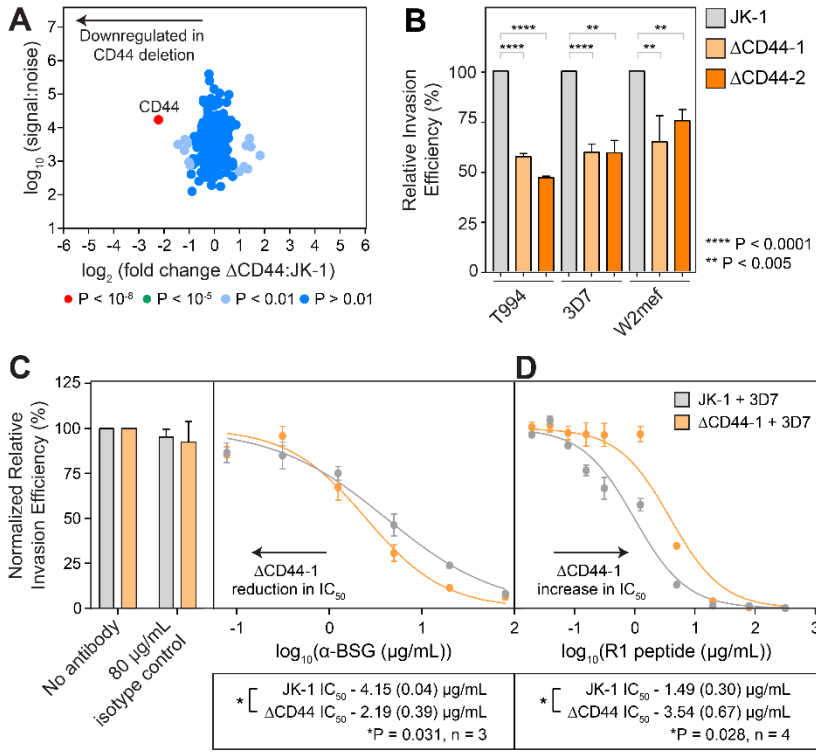 A
Downregulated in
CD44 deletion
CD44
log10 (signal:noise)
7
6
5
4
3
2
1
-6 -5 -4 -3 -2 -1 0 1 2 3 4 5 6
log2 (fold change ΔCD44:JK-1)
P < 10-8 P < 10-5 P < 0.01 P > 0.01
B
JK-1
ΔCD44-1
ΔCD44-2
**** ** **
**** **** **
Relative Invasion
Efficiency (%)
100
75
50
25
0
T994 3D7 W2mef
**** P < 0.0001
** P < 0.005
C
Normalized Relative
Invasion Efficiency (%)
125
100
75
50
25
0
No antibody
80 µg/mL
isotype control
ΔCD44-1
reduction in IC50
-1 0 1 2
log10(α-BSG (µg/mL))
* JK-1 IC50 - 4.15 (0.04) µg/mL
ΔCD44 IC50 - 2.19 (0.39) µg/mL
*P = 0.031, n = 3
D
JK-1 + 3D7
ΔCD44-1 + 3D7
ΔCD44-1
increase in IC50
-1 0 1 2 3
log10(R1 peptide (µg/mL))
* JK-1 IC50 - 1.49 (0.30) µg/mL
ΔCD44 IC50 - 3.54 (0.67) µg/mL
*P = 0.028, n = 4